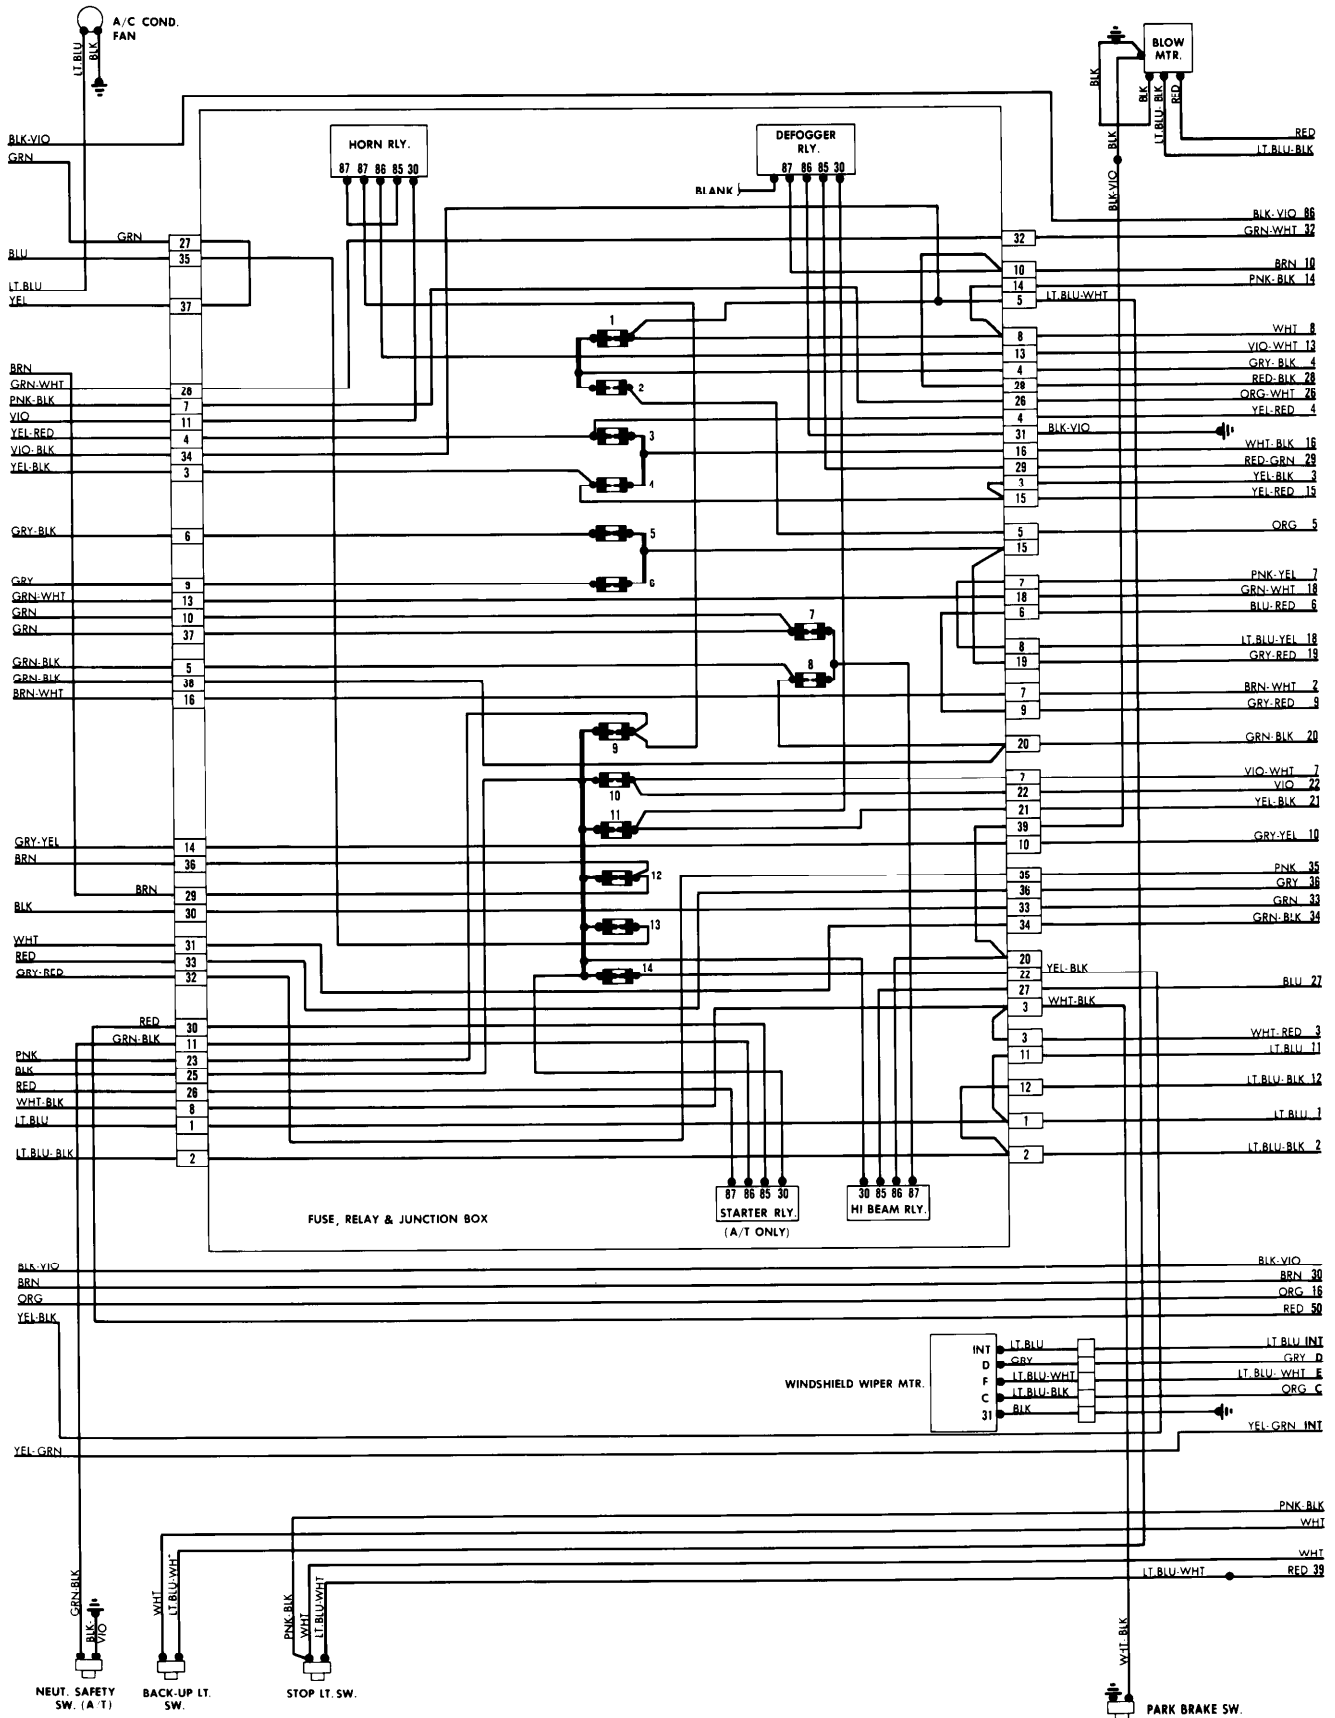 A/C COND.
FAN
LT.BLU
BLK
BLOW
MTR.
BLK
BLK
LT.BLU-BLK
RED
BLK
BLK-VIO
HORN RLY.
87 87 86 85 30
DEFOGGER
RLY.
87 86 85 30
BLANK
BLK-VIO
GRN
GRN 27
BLU 35
LT.BLU
YEL 37
BRN
GRN-WHT 28
PNK-BLK 7
VIO 11
YEL-RED 4
VIO-BLK 34
YEL-BLK 3
GRY-BLK 6
GRY 9
GRN-WHT 13
GRN 10
GRN 37
GRN-BLK 5
GRN-BLK 38
BRN-WHT 16
GRY-YEL 14
BRN 36
BRN 29
BLK 30
WHT 31
RED 33
GRY-RED 32
RED 30
GRN-BLK 11
PNK 23
BLK 25
RED 26
WHT-BLK 8
LT.BLU 1
LT.BLU-BLK 2
1
2
3
4
5
6
7
8
9
10
11
12
13
14
RED
LT.BLU-BLK
BLK-VIO 86
32 GRN-WHT 32
10 BRN 10
14 PNK-BLK 14
5 LT.BLU-WHT
8 WHT 8
13 VIO-WHT 13
4 GRY-BLK 4
28 RED-BLK 28
26 ORG-WHT 26
4 YEL-RED 4
31 BLK-VIO
16 WHT-BLK 16
29 RED-GRN 29
3 YEL-BLK 3
15 YEL-RED 15
5 ORG 5
15
7 PNK-YEL 7
18 GRN-WHT 18
6 BLU-RED 6
8 LT.BLU-YEL 18
19 GRY-RED 19
7 BRN-WHT 2
9 GRY-RED 9
20 GRN-BLK 20
7 VIO-WHT 7
22 VIO 22
21 YEL-BLK 21
39
10 GRY-YEL 10
35 PNK 35
36 GRY 36
33 GRN 33
34 GRN-BLK 34
20
22 YEL-BLK
27 BLU 27
3 WHT-BLK
3 WHT-RED 3
11 LT.BLU 11
12 LT.BLU-BLK 12
1 LT.BLU 1
2 LT.BLU-BLK 2
87 86 85 30
STARTER RLY.
(A/T ONLY)
30 85 86 87
HI BEAM RLY.
FUSE, RELAY & JUNCTION BOX
BLK-VIO BLK-VIO
BRN BRN 30
ORG ORG 16
YEL-BLK RED 50
WINDSHIELD WIPER MTR.
INT LT.BLU LT BLU INT
D GRY GRY D
F LT.BLU-WHT LT.BLU-WHT E
C LT.BLU-BLK ORG C
31 BLK
YEL-GRN INT
YEL-GRN
PNK-BLK
WHT
WHT
LT.BLU-WHT RED 39
GRN-BLK
BLK-
VIO
WHT
LT.BLU-WHT
PNK-BLK
WHT
LT.BLU-WHT
WHT-BLK
NEUT. SAFETY
SW. (A/T)
BACK-UP LT.
SW.
STOP LT. SW.
PARK BRAKE SW.